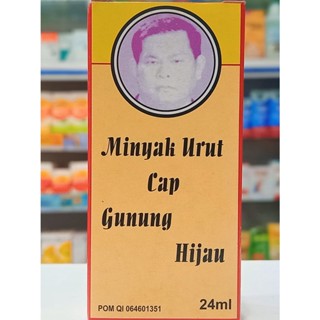 Minyak Urut
Cap
Gunung
Hijau
POM QI 064601351
24ml